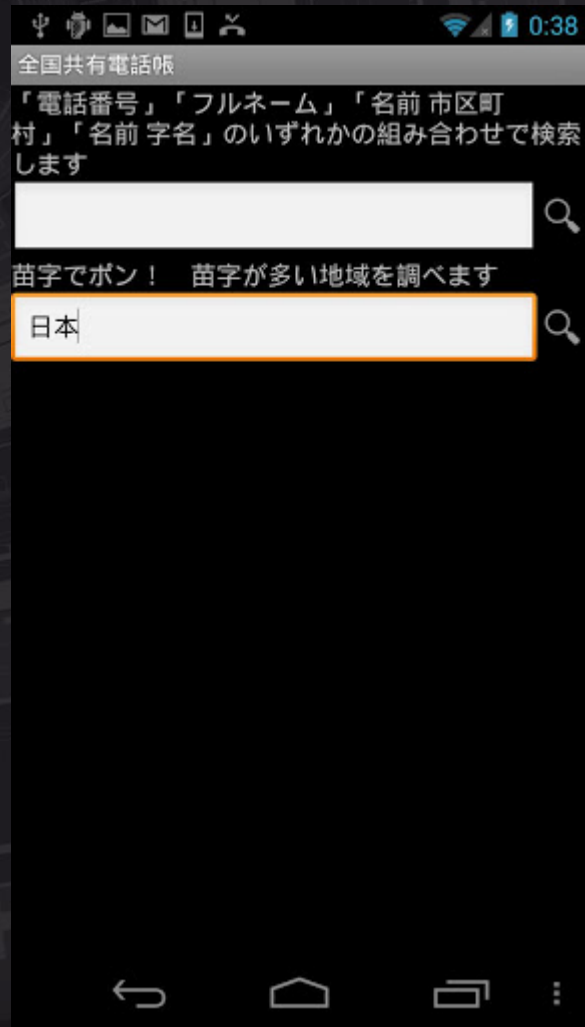 0:38
全国共有電話帳
「電話番号」「フルネーム」「名前 市区町
村」「名前 字名」のいずれかの組み合わせで検索
します
苗字でポン！　苗字が多い地域を調べます
日本